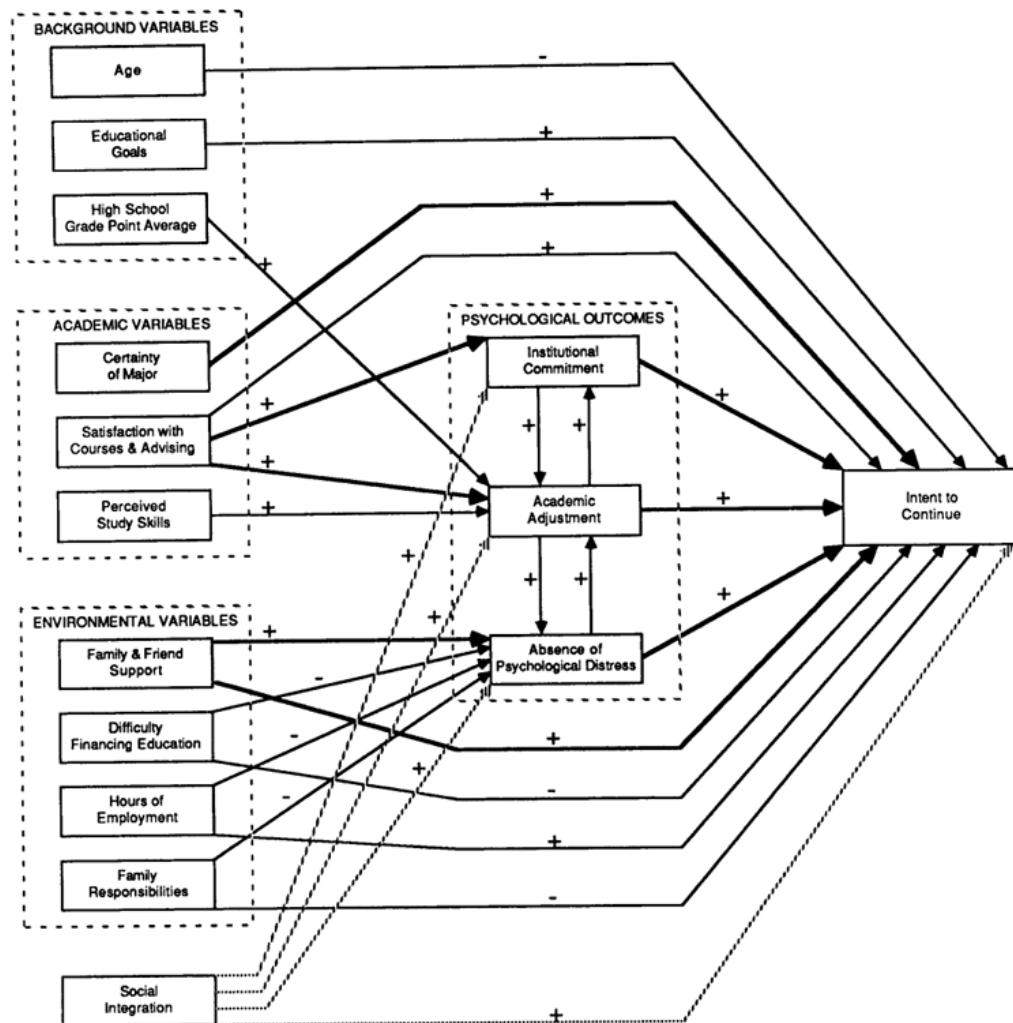 BACKGROUND VARIABLES
Age
-
Educational
Goals
+
High School
Grade Point Average
+
+
+
ACADEMIC VARIABLES
Certainty
of Major
Satisfaction with
Courses & Advising
+
+
Perceived
Study Skills
+
PSYCHOLOGICAL OUTCOMES
Institutional
Commitment
+
+
+
Academic
Adjustment
+
+
+
+
Absence of
Psychological Distress
Intent to
Continue
ENVIRONMENTAL VARIABLES
Family & Friend
Support
+
+
+
-
+
Difficulty
Financing Education
-
-
+
Hours of
Employment
-
+
Family
Responsibilities
-
Social
Integration
+